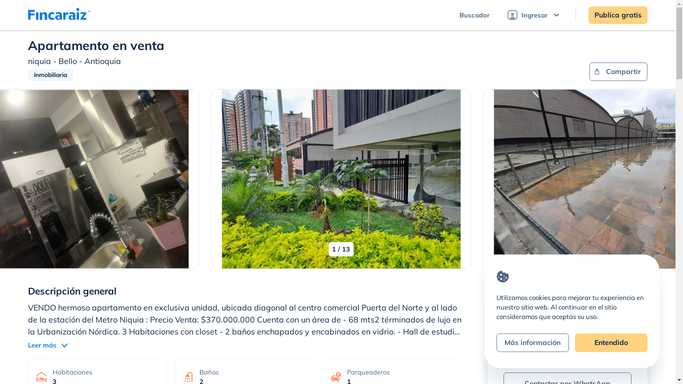 Fincaraiz
Buscador
Ingresar
Publica gratis
Apartamento en venta
niquia - Bello - Antioquia
Inmobiliaria
Compartir
1 / 13
Descripción general
VENDO hermoso apartamento en exclusiva unidad, ubicada diagonal al centro comercial Puerta del Norte y al lado
de la estación del Metro Niquia : Precio Venta: $370.000.000 Cuenta con un área de - 68 mts2 términados de lujo en
la Urbanización Nórdica. 3 Habitaciones con closet - 2 baños enchapados y encabinados en vidrio. - Hall de estudi...
Leer más
Habitaciones
3
Baños
2
Parqueaderos
1
Utilizamos cookies para mejorar tu experiencia en
nuestro sitio web. Al continuar en el sitio
consideramos que aceptas su uso.
Más información
Entendido
Contactar por WhatsApp